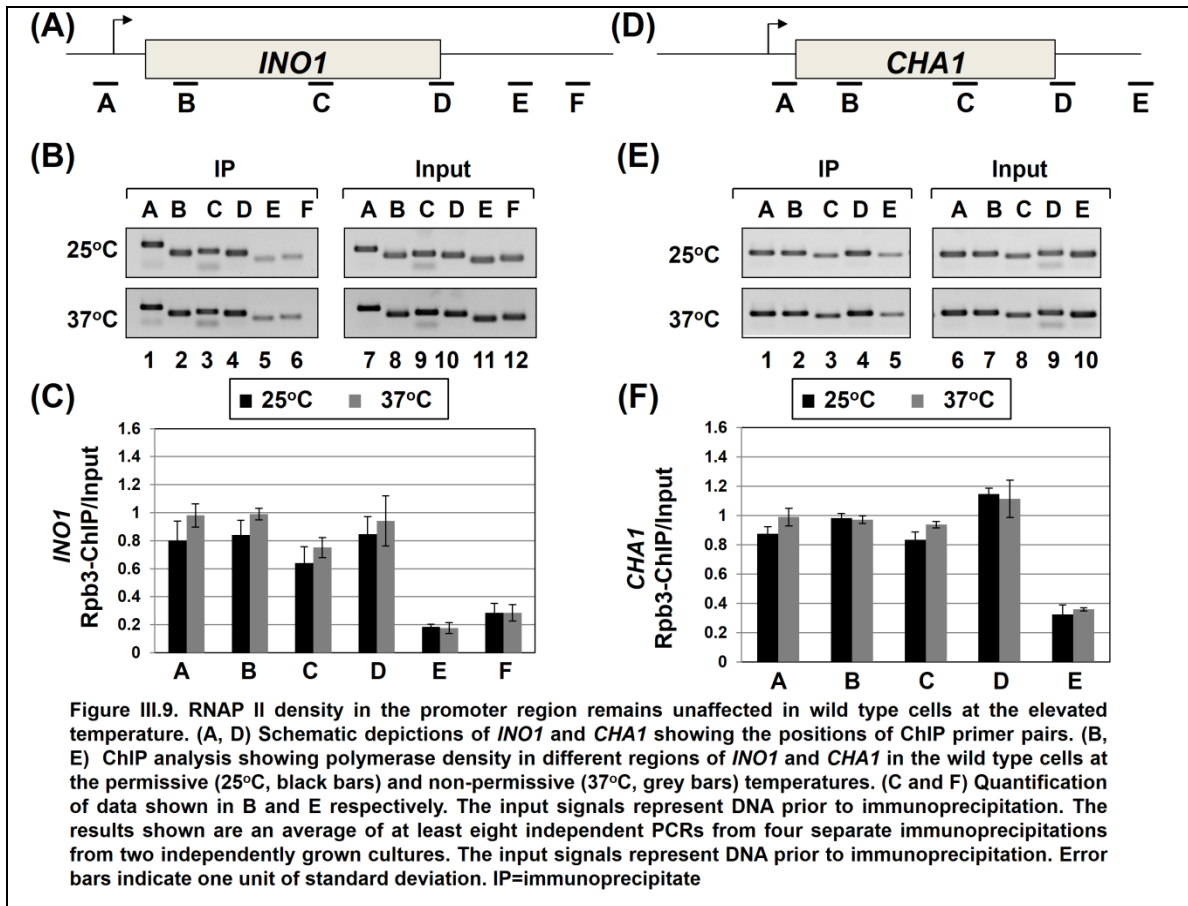 (A)
INO1
A B C D E F
(D)
CHA1
A B C D E
(B)
IP Input
A B C D E F A B C D E F
25°C
37°C
1 2 3 4 5 6 7 8 9 10 11 12
(E)
IP Input
A B C D E A B C D E
25°C
37°C
1 2 3 4 5 6 7 8 9 10
(C)
25°C 37°C
INO1
Rpb3-ChIP/Input
1.6
1.4
1.2
1
0.8
0.6
0.4
0.2
0
A B C D E F
(F)
25°C 37°C
CHA1
Rpb3-ChIP/Input
1.6
1.4
1.2
1
0.8
0.6
0.4
0.2
0
A B C D E
Figure III.9. RNAP II density in the promoter region remains unaffected in wild type cells at the elevated
temperature. (A, D) Schematic depictions of INO1 and CHA1 showing the positions of ChIP primer pairs. (B,
E) ChIP analysis showing polymerase density in different regions of INO1 and CHA1 in the wild type cells at
the permissive (25°C, black bars) and non-permissive (37°C, grey bars) temperatures. (C and F) Quantification
of data shown in B and E respectively. The input signals represent DNA prior to immunoprecipitation. The
results shown are an average of at least eight independent PCRs from four separate immunoprecipitations
from two independently grown cultures. The input signals represent DNA prior to immunoprecipitation. Error
bars indicate one unit of standard deviation. IP=immunoprecipitate